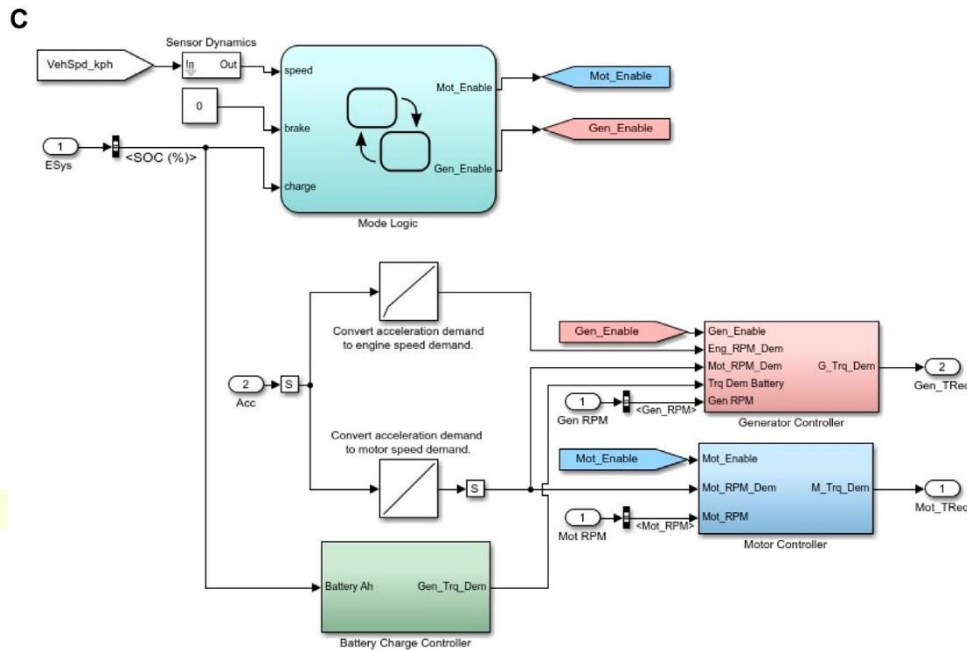 C
Sensor Dynamics
VehSpd_kph
In
Out
speed
Mot_Enable
Mot_Enable
0
brake
1
ESys
<SOC (%)>
Gen_Enable
Gen_Enable
charge
Mode Logic
Convert acceleration demand
to engine speed demand.
Gen_Enable
Gen_Enable
Eng_RPM_Dem
Mot_RPM_Dem
G_Trq_Dem
2
Gen_TReq
Trq Dem Battery
2
Acc
S
1
Gen RPM
<Gen_RPM>
Gen RPM
Generator Controller
Convert acceleration demand
to motor speed demand.
Mot_Enable
Mot_Enable
S
Mot_RPM_Dem
M_Trq_Dem
1
Mot_TReq
1
Mot RPM
<Mot_RPM>
Mot_RPM
Motor Controller
Battery Ah
Gen_Trq_Dem
Battery Charge Controller